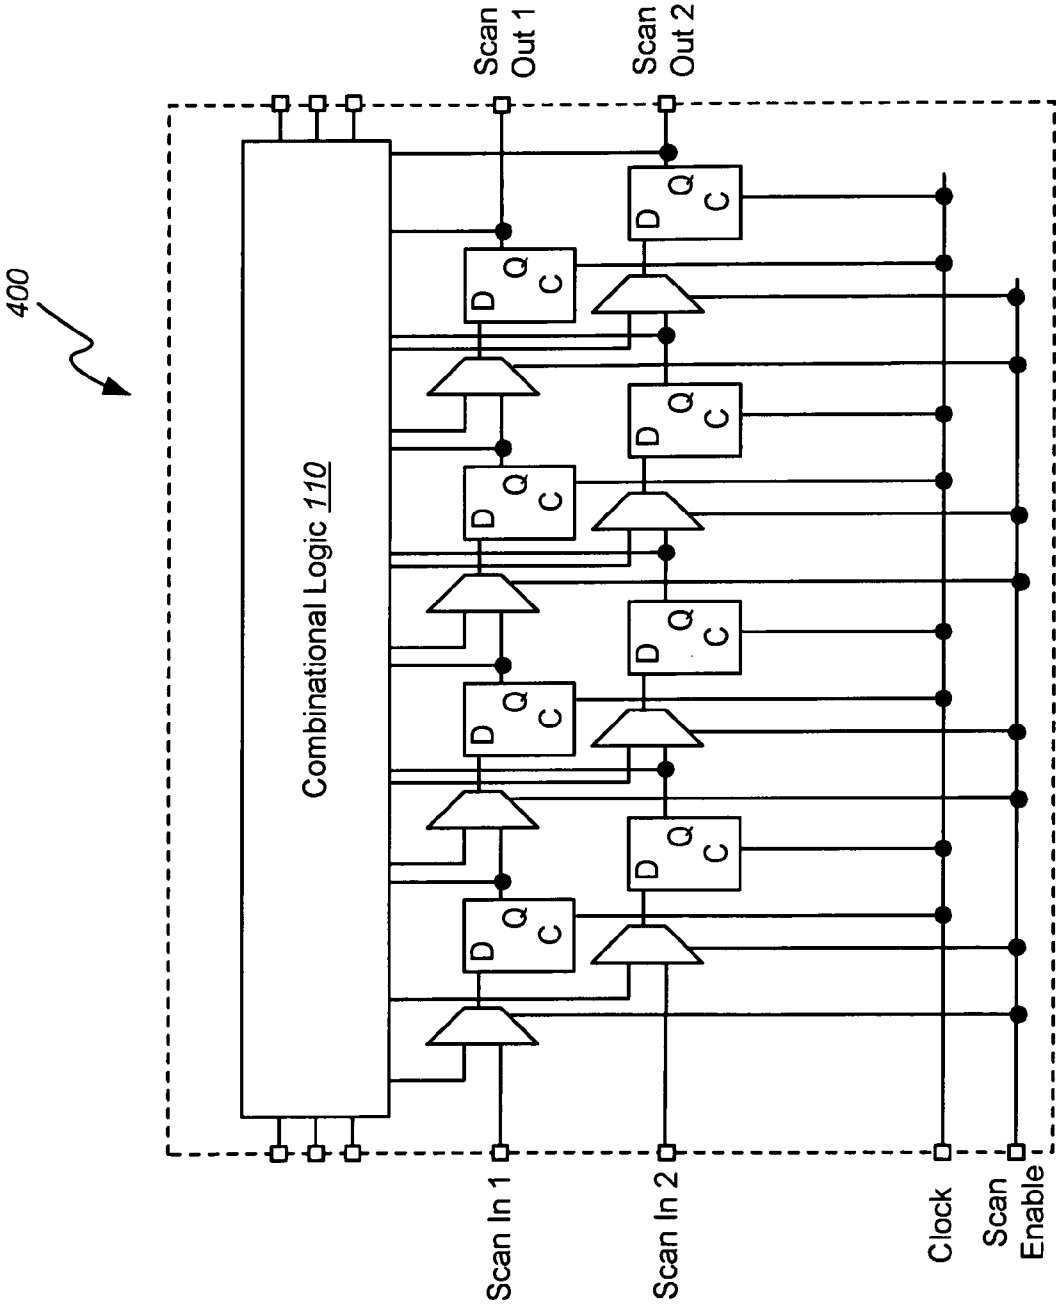 400
Combinational Logic 110
Scan In 1
Scan
Out 1
Scan In 2
Scan
Out 2
Clock
Scan
Enable
D
Q
C
D
Q
C
D
Q
C
D
Q
C
D
Q
C
D
Q
C
D
Q
C
D
Q
C